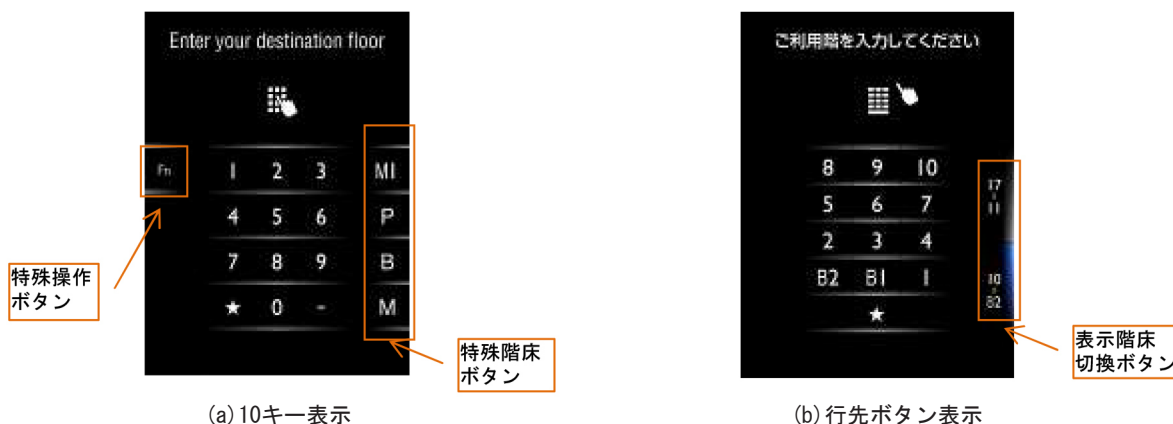 Enter your destination floor
Fn
1 2 3 M1
4 5 6 P
7 8 9 B
★ 0 - M
特殊操作
ボタン
特殊階床
ボタン
(a)10キー表示
ご利用階を入力してください
8 9 10
5 6 7
2 3 4
B2 B1 1
★
17
11
10
B2
表示階床
切換ボタン
(b)行先ボタン表示